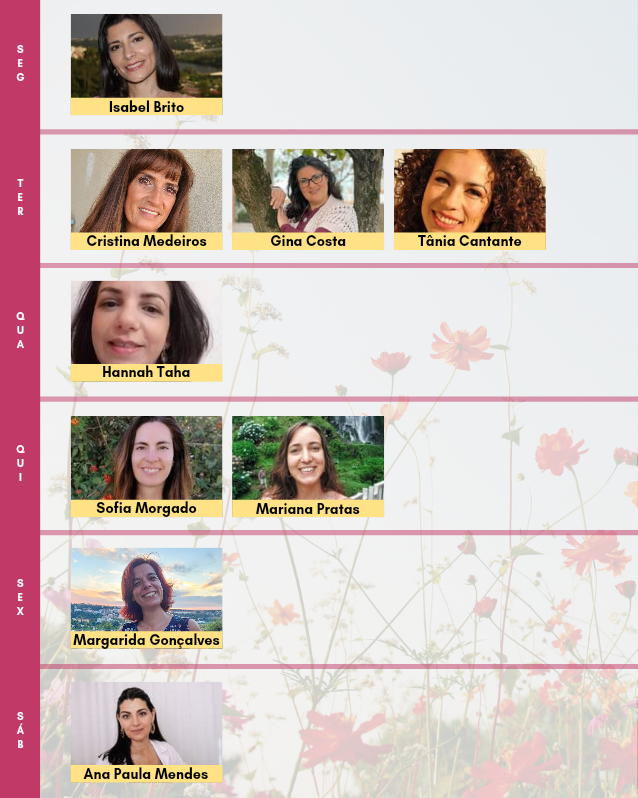 SEG
Isabel Brito
TER
Cristina Medeiros
Gina Costa
Tânia Cantante
QUA
Hannah Taha
QUI
Sofia Morgado
Mariana Pratas
SEX
Margarida Gonçalves
SÁB
Ana Paula Mendes